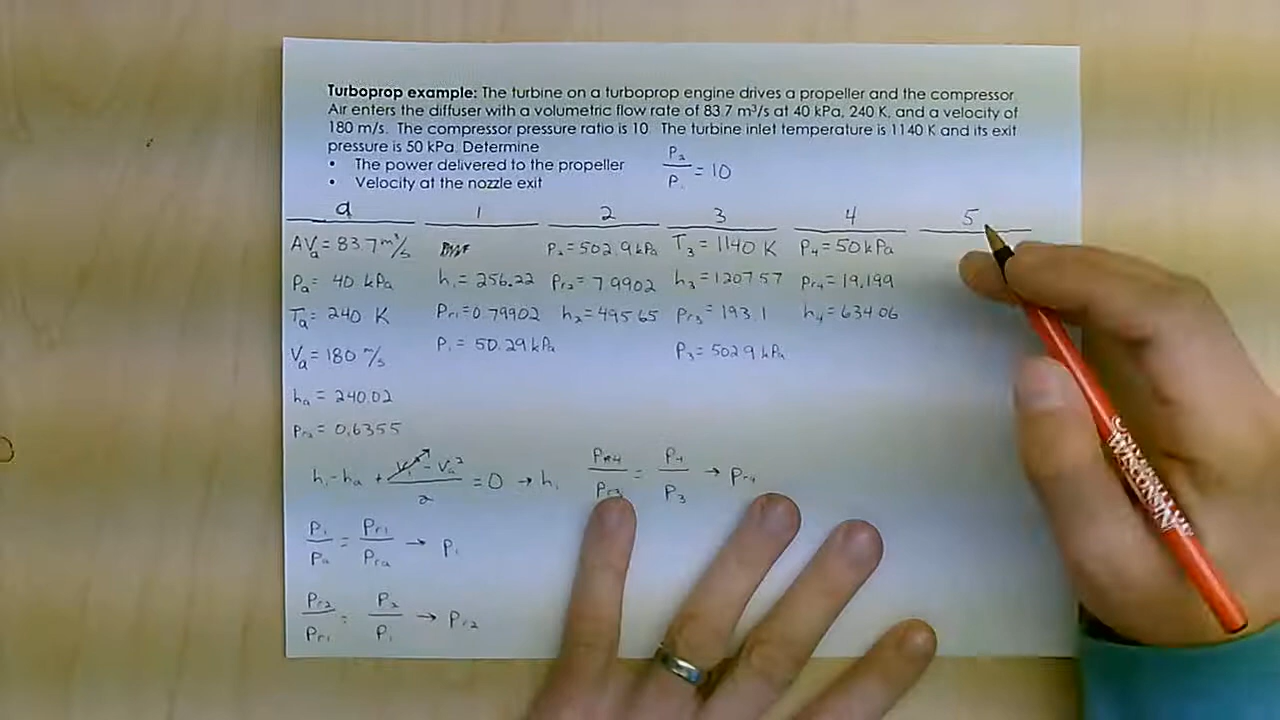 Turboprop example: The turbine on a turboprop engine drives a propeller and the compressor.
Air enters the diffuser with a volumetric flow rate of 83.7 m³/s at 40 kPa, 240 K, and a velocity of
180 m/s. The compressor pressure ratio is 10. The turbine inlet temperature is 1140 K and its exit
pressure is 50 kPa. Determine
• The power delivered to the propeller
• Velocity at the nozzle exit
P₂/P₁ = 10
a 1 2 3 4 5
AVₐ = 83.7 m³/s P₂ = 502.9 kPa T₃ = 1140 K P₄ = 50 kPa
Pₐ = 40 kPa h₁ = 256.22 Pr₂ = 7.9902 h₃ = 1207.57 Pr₄ = 19.199
Tₐ = 240 K Pr₁ = 0.79902 h₂ = 495.65 Pr₃ = 193.1 h₄ = 634.06
Vₐ = 180 m/s P₁ = 50.29 kPa P₃ = 502.9 kPa
hₐ = 240.02
Prₐ = 0.6355
h₁ - hₐ + (V₁² - Vₐ²)/2 = 0 → h₁ Pr₄/Pr₃ = P₄/P₃ → Pr₄
P₁/Pₐ = Pr₁/Prₐ → P₁
Pr₂/Pr₁ = P₂/P₁ → Pr₂
WISCONSIN